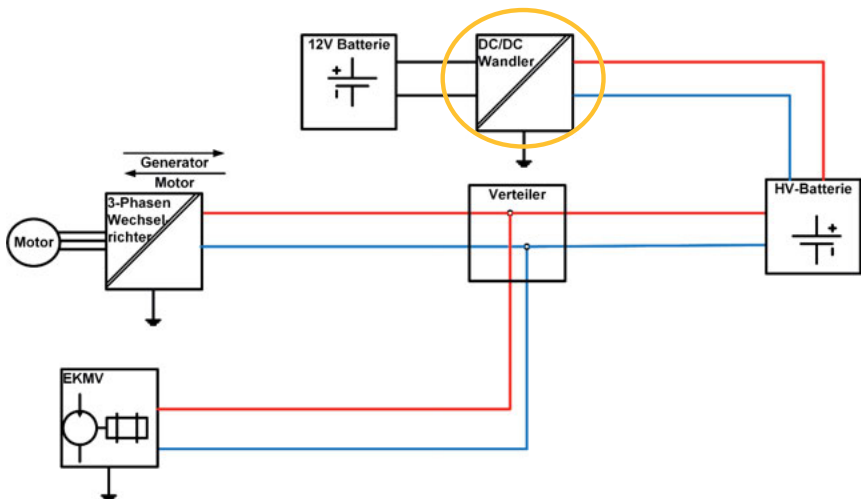 12V Batterie
+
-
DC/DC
Wandler
Generator
Motor
3-Phasen
Wechsel-
richter
Motor
Verteiler
HV-Batterie
+
-
EKMV